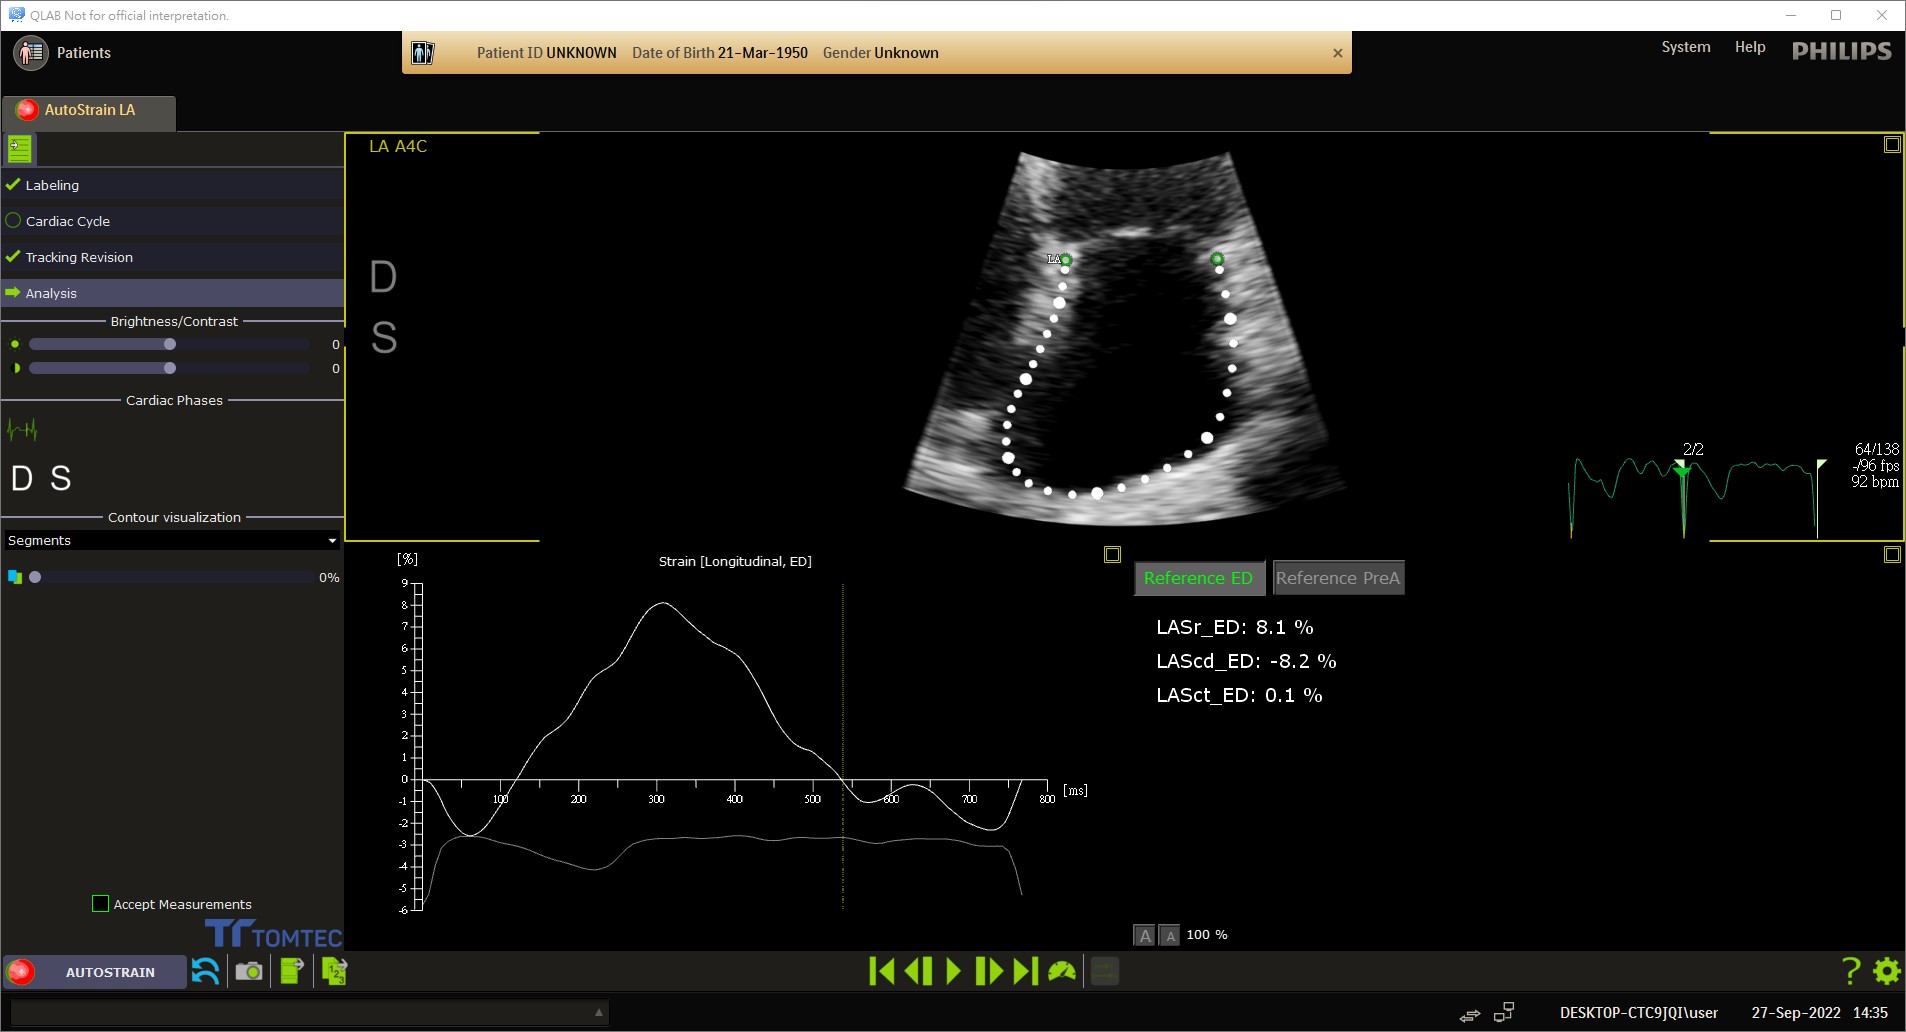 QLAB Not for official interpretation.
Patients
Patient ID UNKNOWN Date of Birth 21-Mar-1950 Gender Unknown
System Help PHILIPS
AutoStrain LA
Labeling
Cardiac Cycle
Tracking Revision
Analysis
Brightness/Contrast
0
0
Cardiac Phases
D S
Contour visualization
Segments
0%
Accept Measurements
TOMTEC
AUTOSTRAIN
LA A4C
D
S
LA
2/2
64/138
-/96 fps
92 bpm
[%]
Strain [Longitudinal, ED]
9
8
7
6
5
4
3
2
1
0
-1
-2
-3
-4
-5
-6
100 200 300 400 500 600 700 800 [ms]
Reference ED Reference PreA
LASr_ED: 8.1 %
LAScd_ED: -8.2 %
LASct_ED: 0.1 %
A A 100 %
DESKTOP-CTC9JQI\user 27-Sep-2022 14:35